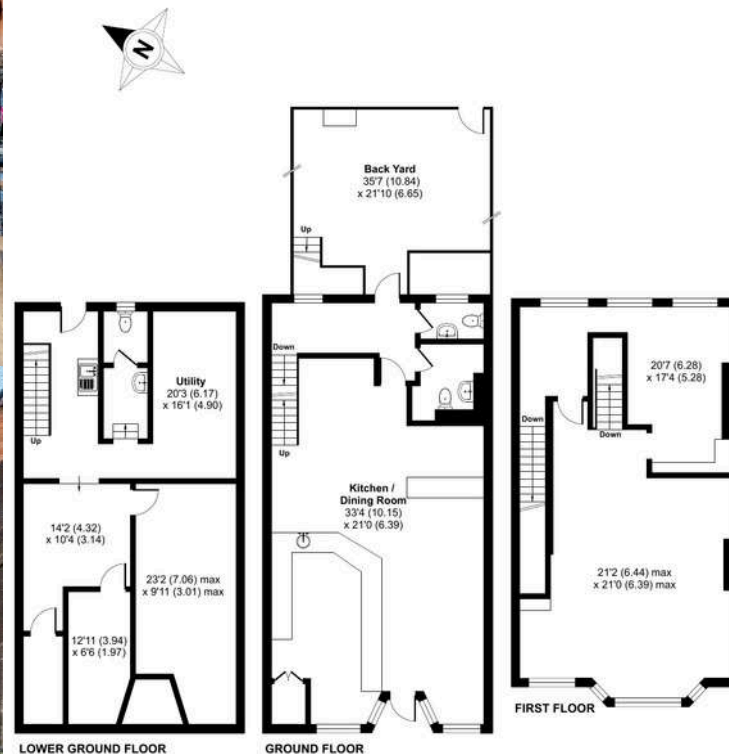 N
Back Yard
35'7 (10.84)
x 21'10 (6.65)
Up
Utility
20'3 (6.17)
x 16'1 (4.90)
Up
14'2 (4.32)
x 10'4 (3.14)
23'2 (7.06) max
x 9'11 (3.01) max
12'11 (3.94)
x 6'6 (1.97)
LOWER GROUND FLOOR
Down
Up
Kitchen /
Dining Room
33'4 (10.15)
x 21'0 (6.39)
GROUND FLOOR
20'7 (6.28)
x 17'4 (5.28)
Down
Down
21'2 (6.44) max
x 21'0 (6.39) max
FIRST FLOOR